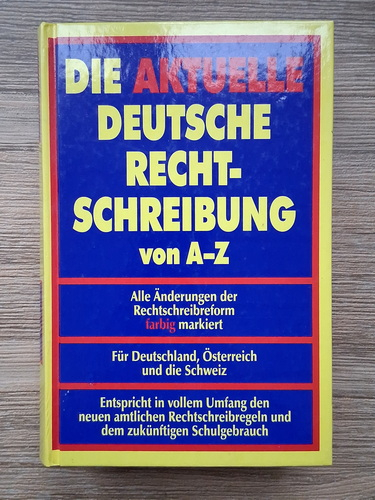 DIE AKTUELLE
DEUTSCHE
RECHT-
SCHREIBUNG
von A–Z
Alle Änderungen der
Rechtschreibreform
farbig markiert
Für Deutschland, Österreich
und die Schweiz
Entspricht in vollem Umfang den
neuen amtlichen Rechtschreibregeln und
dem zukünftigen Schulgebrauch